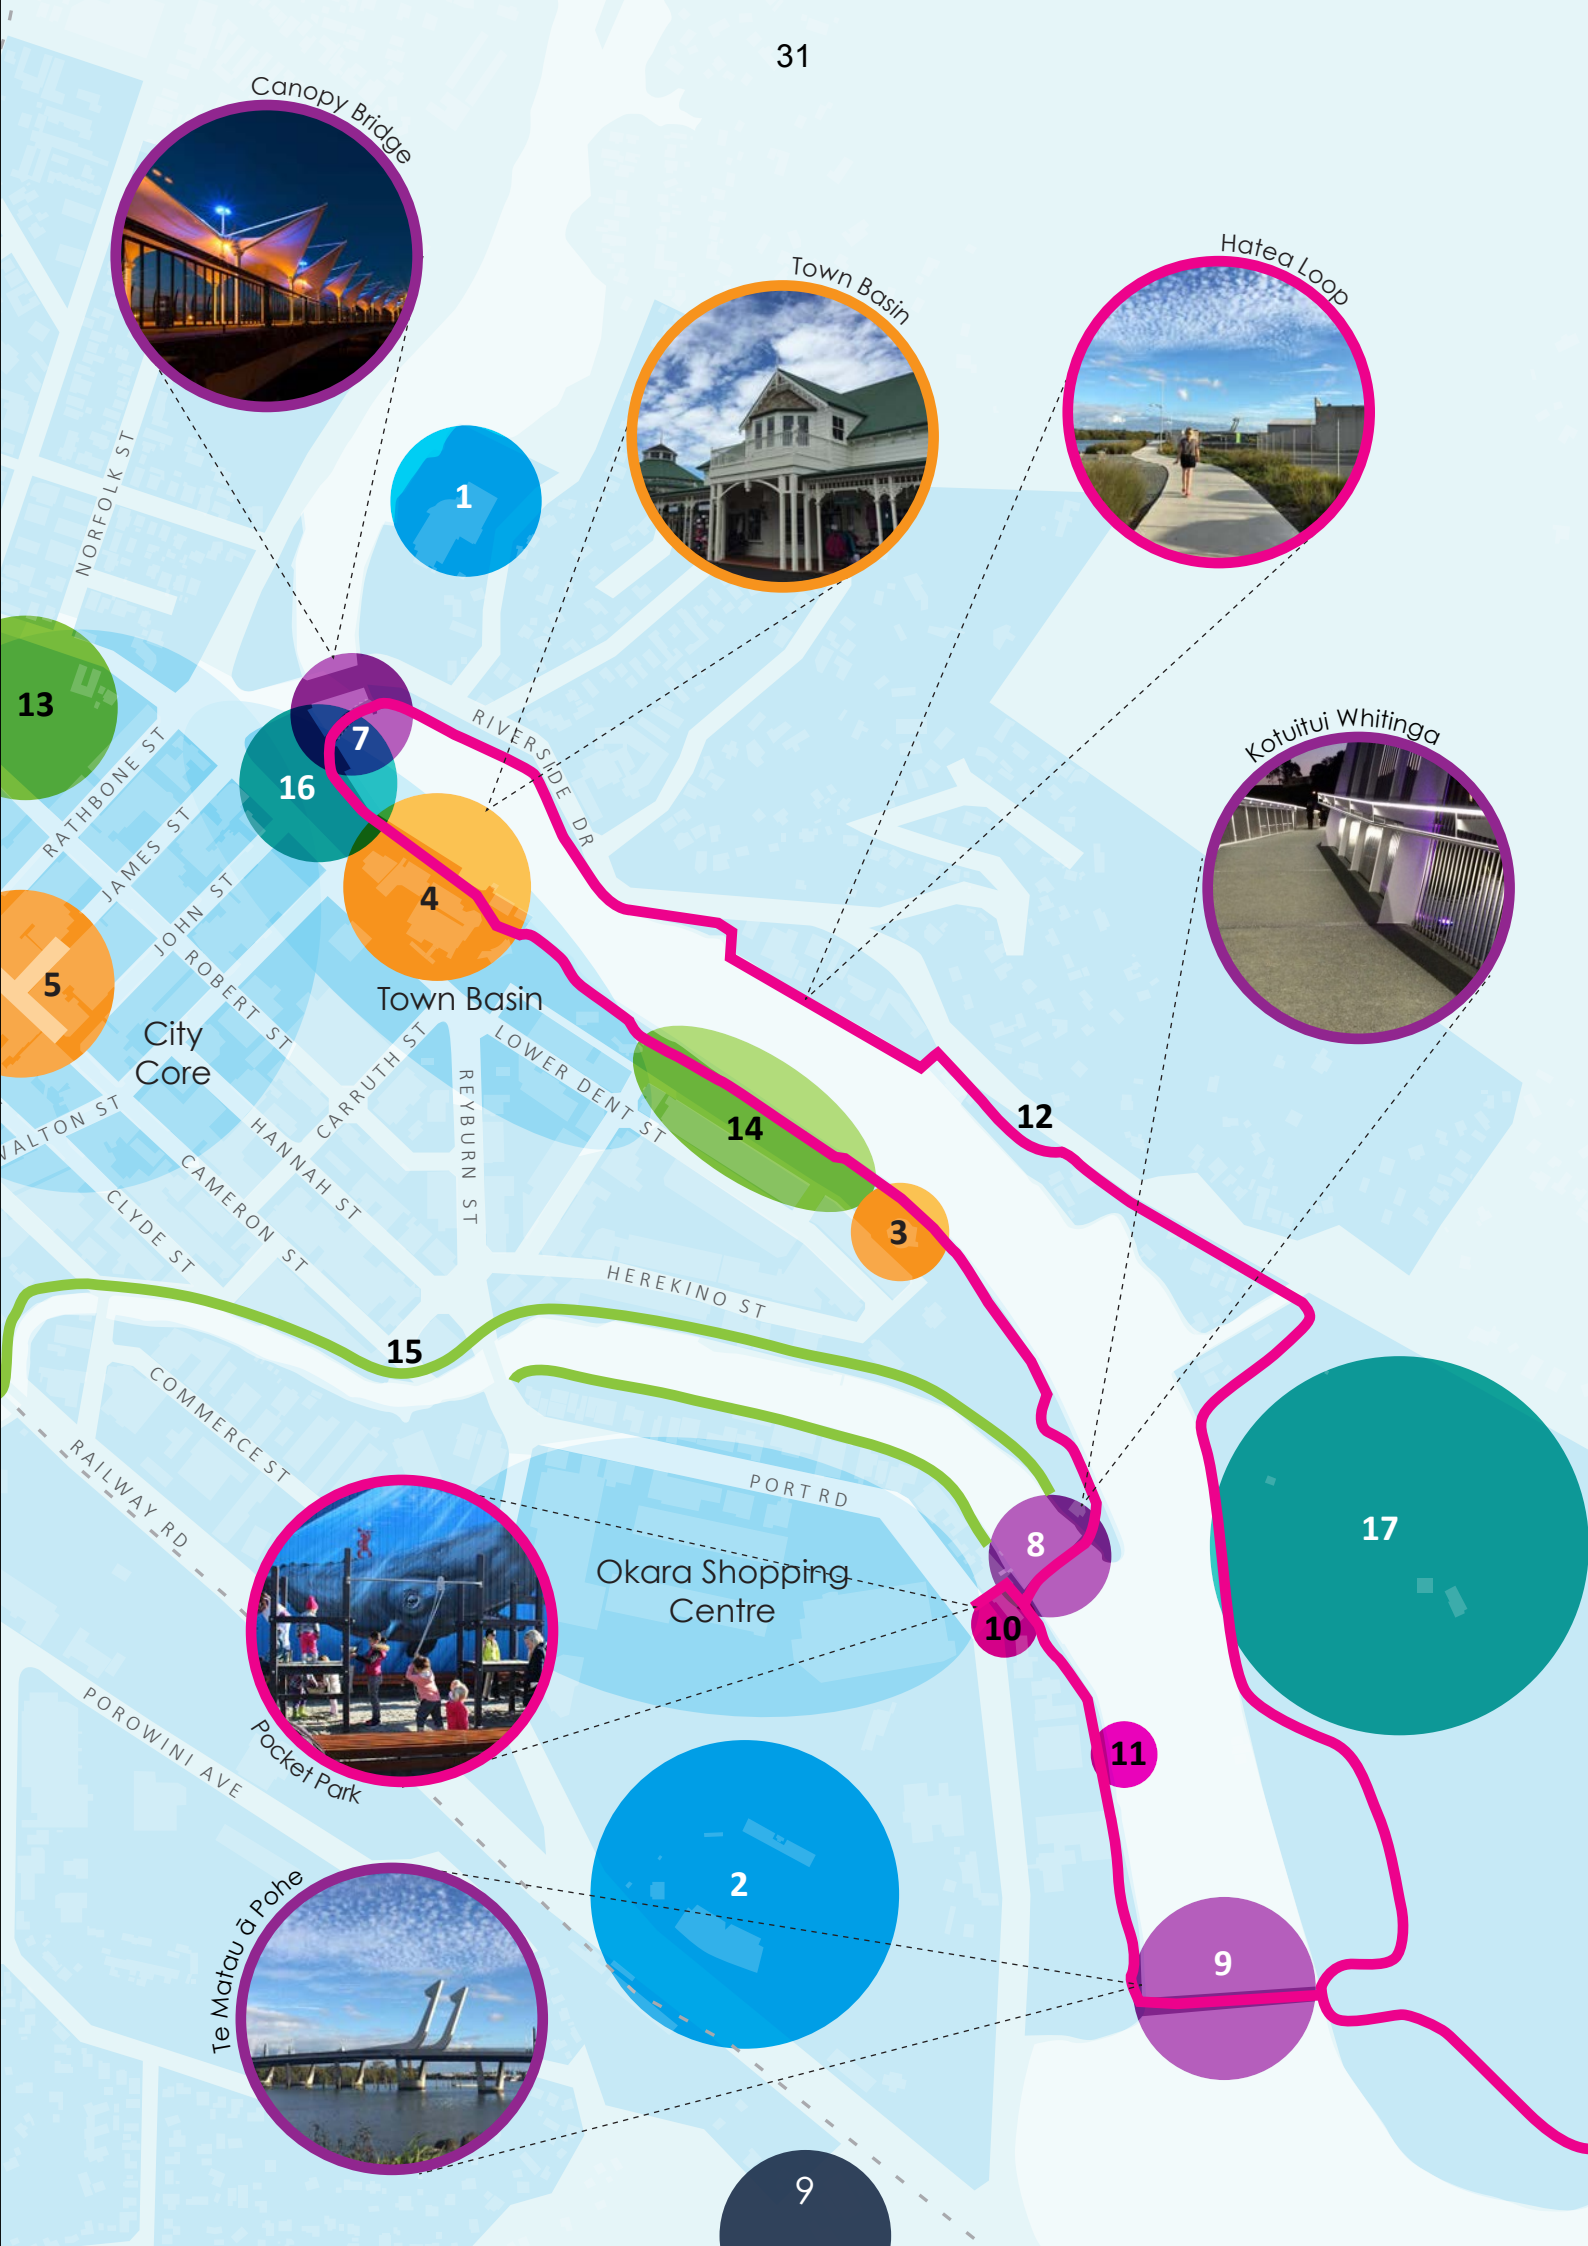 31
Canopy Bridge
Town Basin
Hatea Loop
NORFOLK ST
1
13
7
16
RIVERSIDE DR
Kotuitui Whitinga
RATHBONE ST
JAMES ST
JOHN ST
4
5
Town Basin
City
Core
ROBERT ST
CARRUTH ST
REYBURN ST
LOWER DENT ST
WALTON ST
HANNAH ST
CAMERON ST
CLYDE ST
14
12
3
HEREKINO ST
15
COMMERCE ST
RAILWAY RD
PORT RD
17
8
Okara Shopping
Centre
10
Pocket Park
POROWINI AVE
11
2
Te Matau ā Pohe
9
9